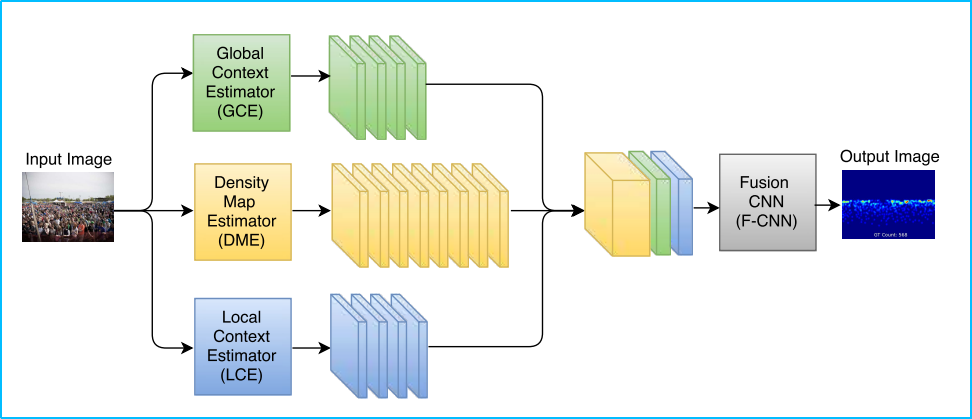 Global
Context
Estimator
(GCE)
Input Image
Density
Map
Estimator
(DME)
Local
Context
Estimator
(LCE)
Fusion
CNN
(F-CNN)
Output Image
GT Count: 568